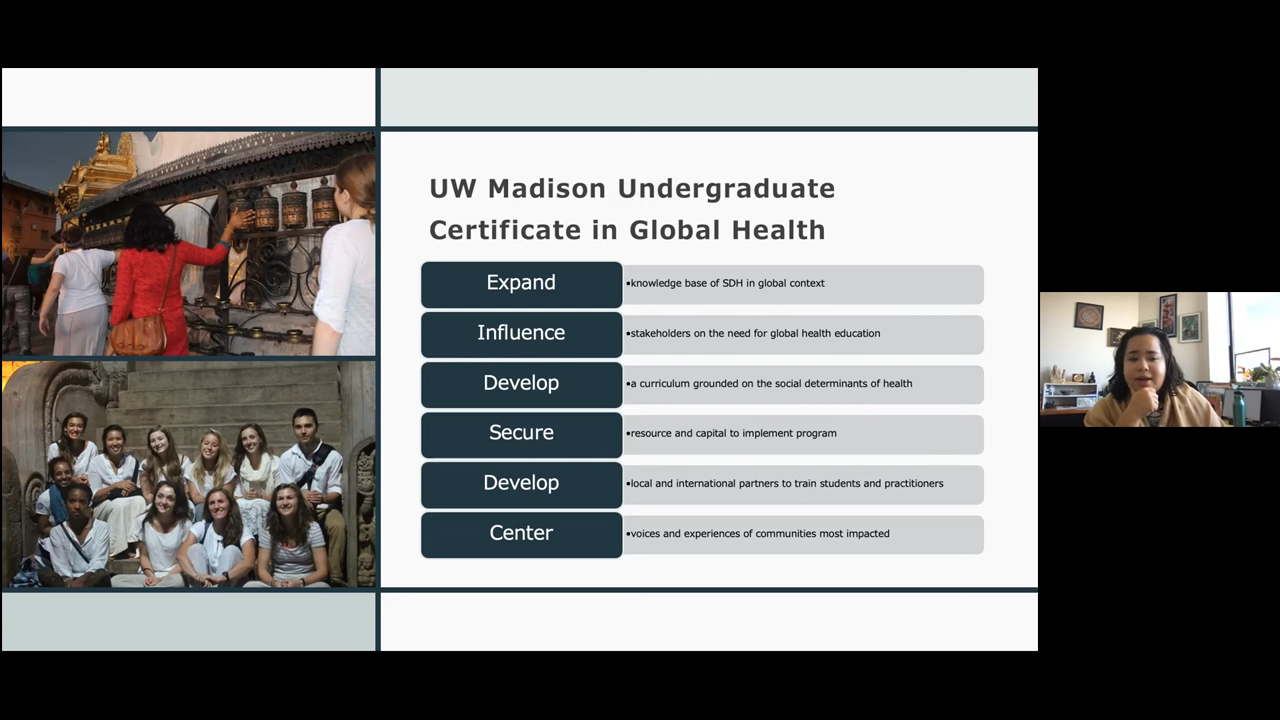 UW Madison Undergraduate
Certificate in Global Health
Expand
•knowledge base of SDH in global context
Influence
•stakeholders on the need for global health education
Develop
•a curriculum grounded on the social determinants of health
Secure
•resource and capital to implement program
Develop
•local and international partners to train students and practitioners
Center
•voices and experiences of communities most impacted